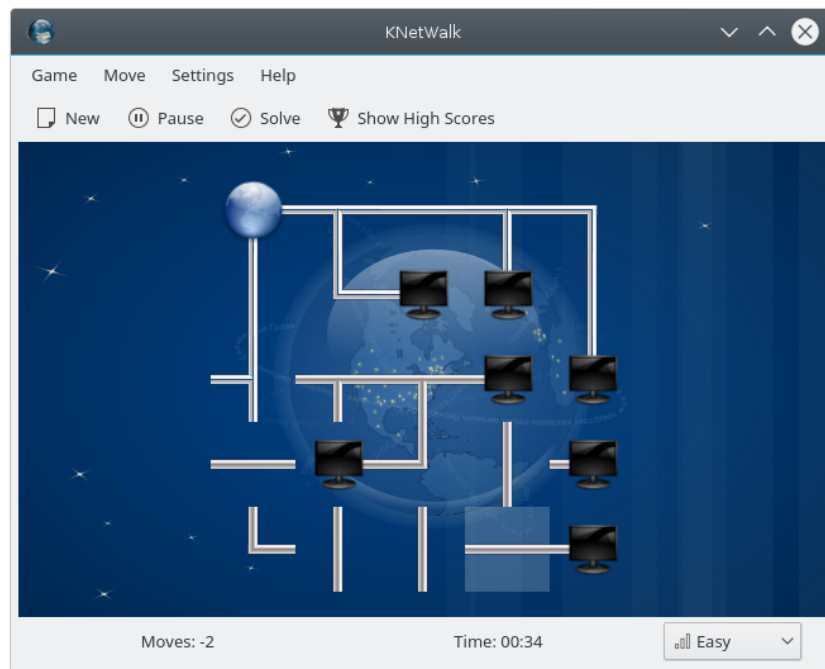 KNetWalk
Game Move Settings Help
New Pause Solve Show High Scores
Moves: -2 Time: 00:34 Easy